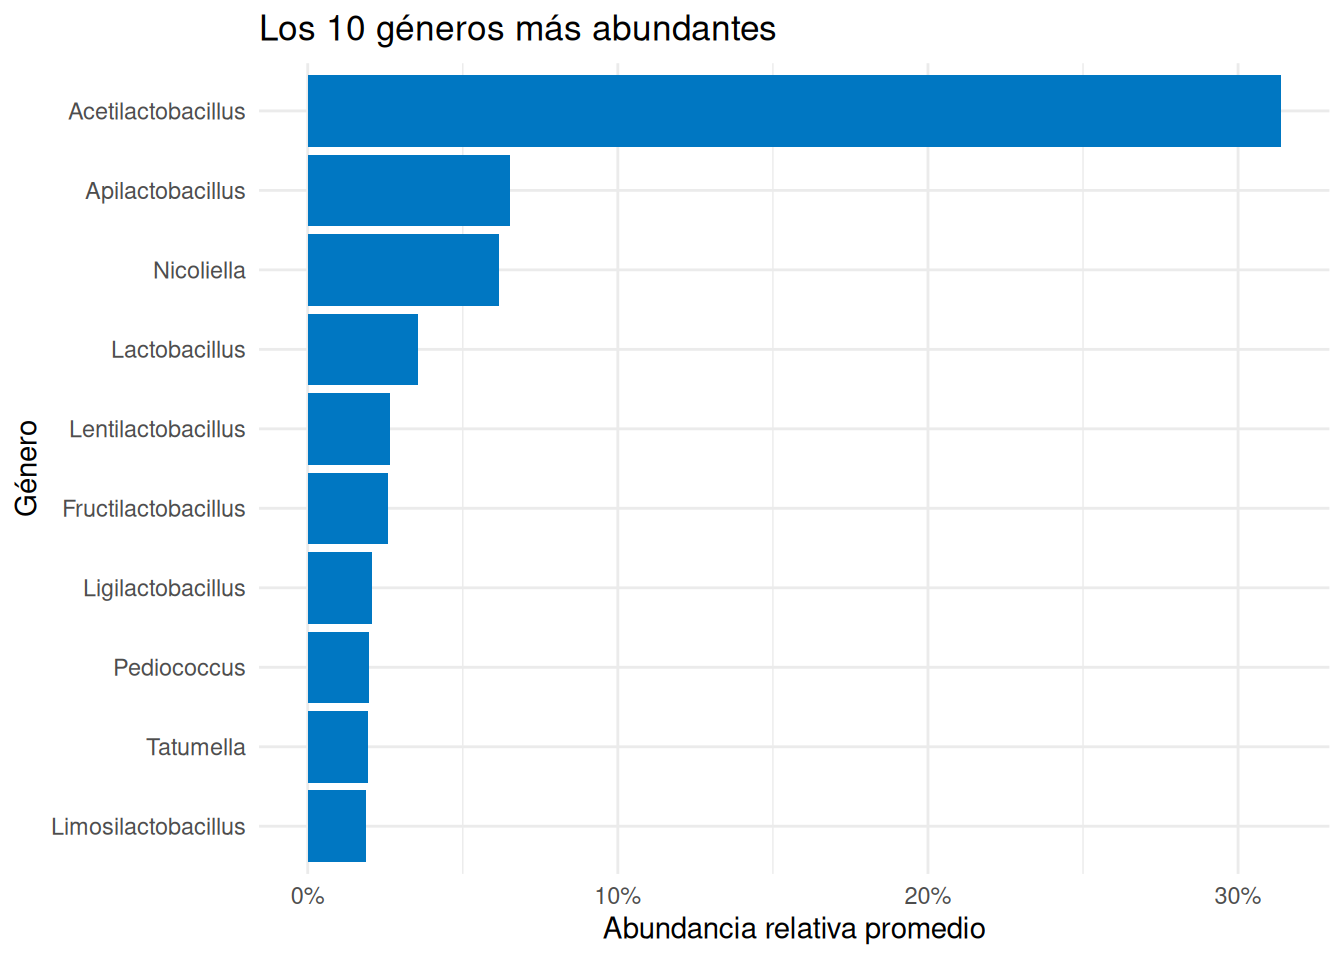 Los 10 géneros más abundantes
Género
Acetilactobacillus
Apilactobacillus
Nicoliella
Lactobacillus
Lentilactobacillus
Fructilactobacillus
Ligilactobacillus
Pediococcus
Tatumella
Limosilactobacillus
0% 10% 20% 30%
Abundancia relativa promedio